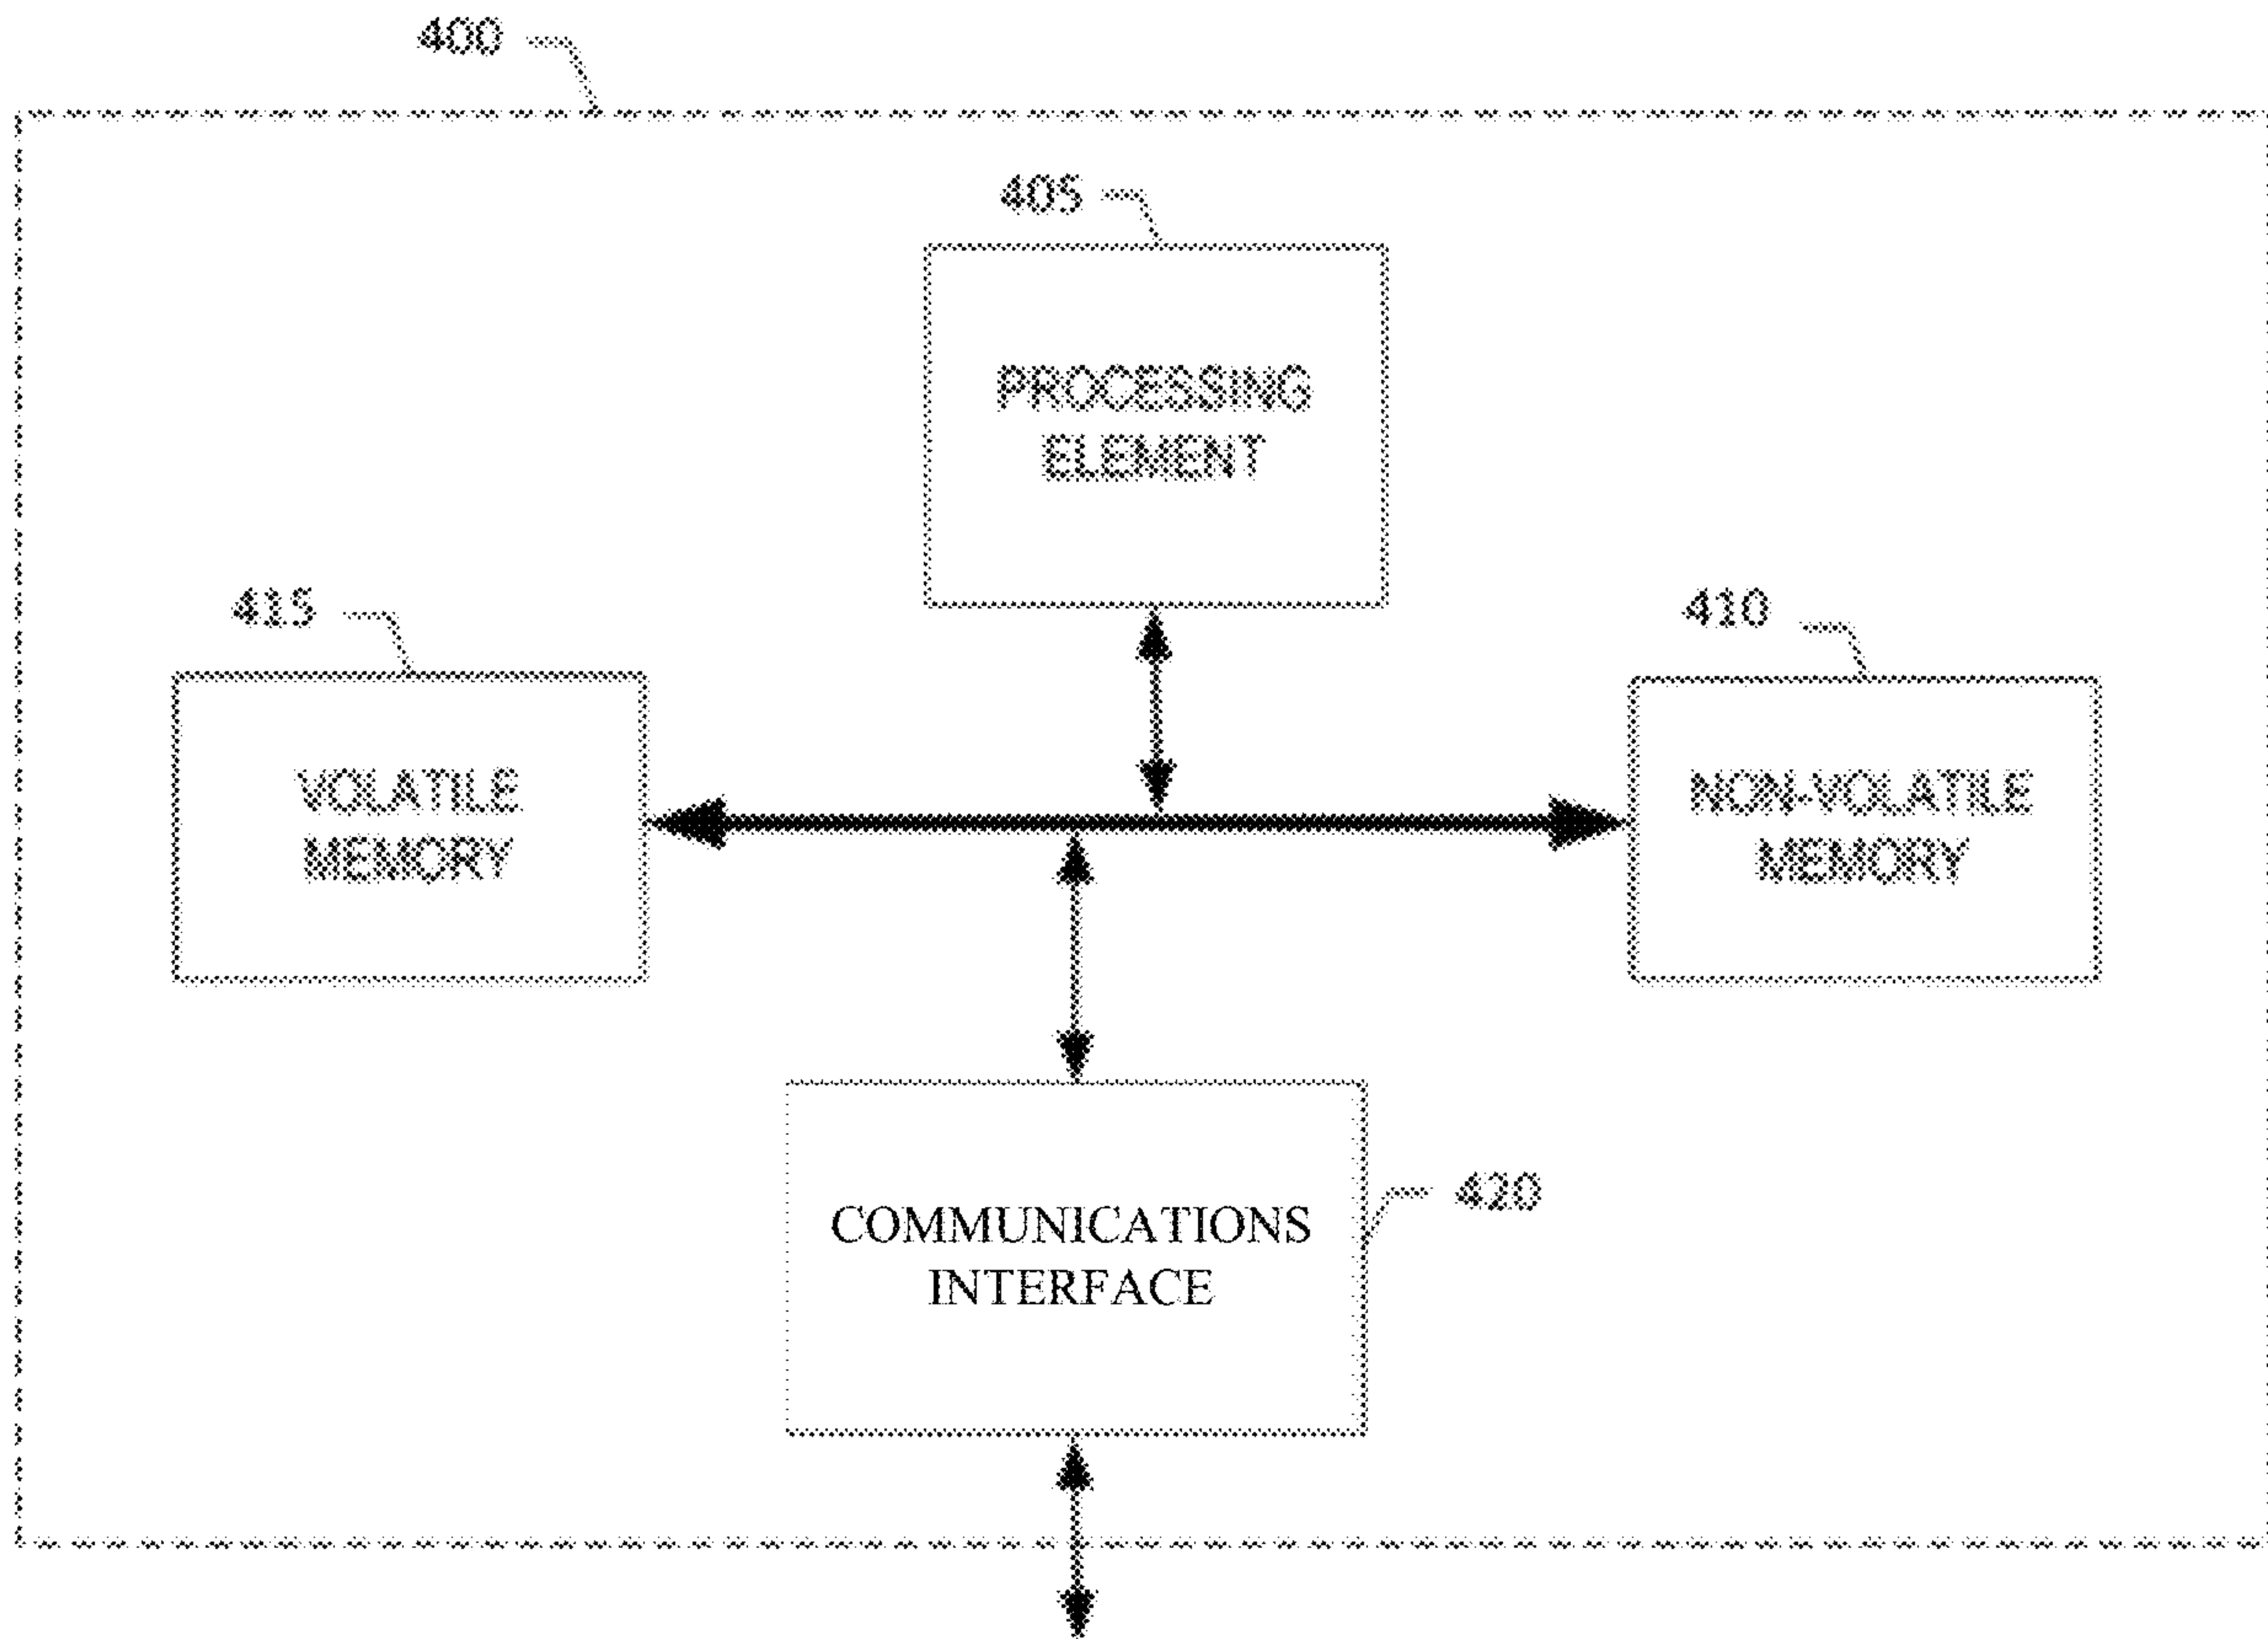 400
405
PROCESSING
ELEMENT
415
410
VOLATILE
MEMORY
NON-VOLATILE
MEMORY
420
COMMUNICATIONS
INTERFACE